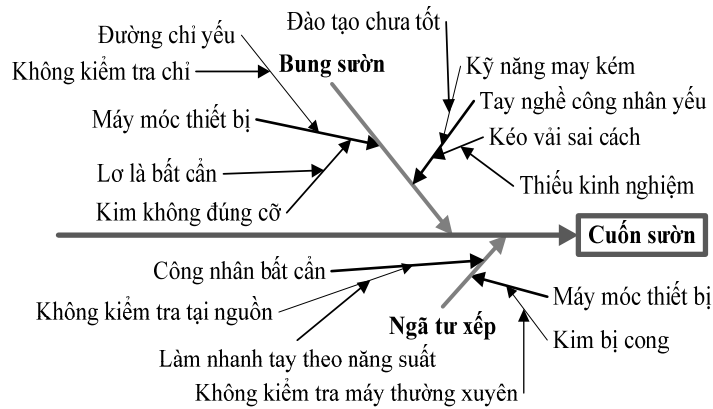 Đào tạo chưa tốt
Đường chỉ yếu
Bung sườn
Kỹ năng may kém
Không kiểm tra chỉ
Tay nghề công nhân yếu
Máy móc thiết bị
Kéo vải sai cách
Lơ là bất cẩn
Thiếu kinh nghiệm
Kim không đúng cỡ
Cuốn sườn
Công nhân bất cẩn
Máy móc thiết bị
Không kiểm tra tại nguồn
Ngã tư xếp
Kim bị cong
Làm nhanh tay theo năng suất
Không kiểm tra máy thường xuyên